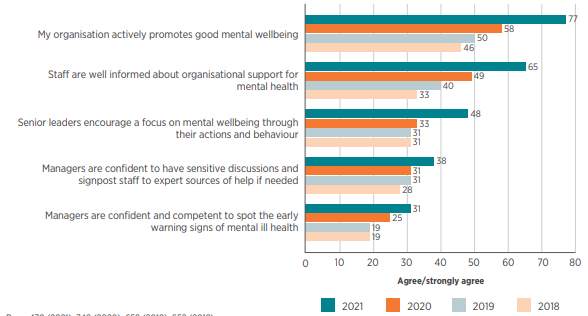 My organisation actively promotes good mental wellbeing
77
58
50
46
Staff are well informed about organisational support for
mental health
65
49
40
33
Senior leaders encourage a focus on mental wellbeing through
their actions and behaviour
48
33
31
31
Managers are confident to have sensitive discussions and
signpost staff to expert sources of help if needed
38
31
31
28
Managers are confident and competent to spot the early
warning signs of mental ill health
31
25
19
19
0 10 20 30 40 50 60 70 80
Agree/strongly agree
2021 2020 2019 2018